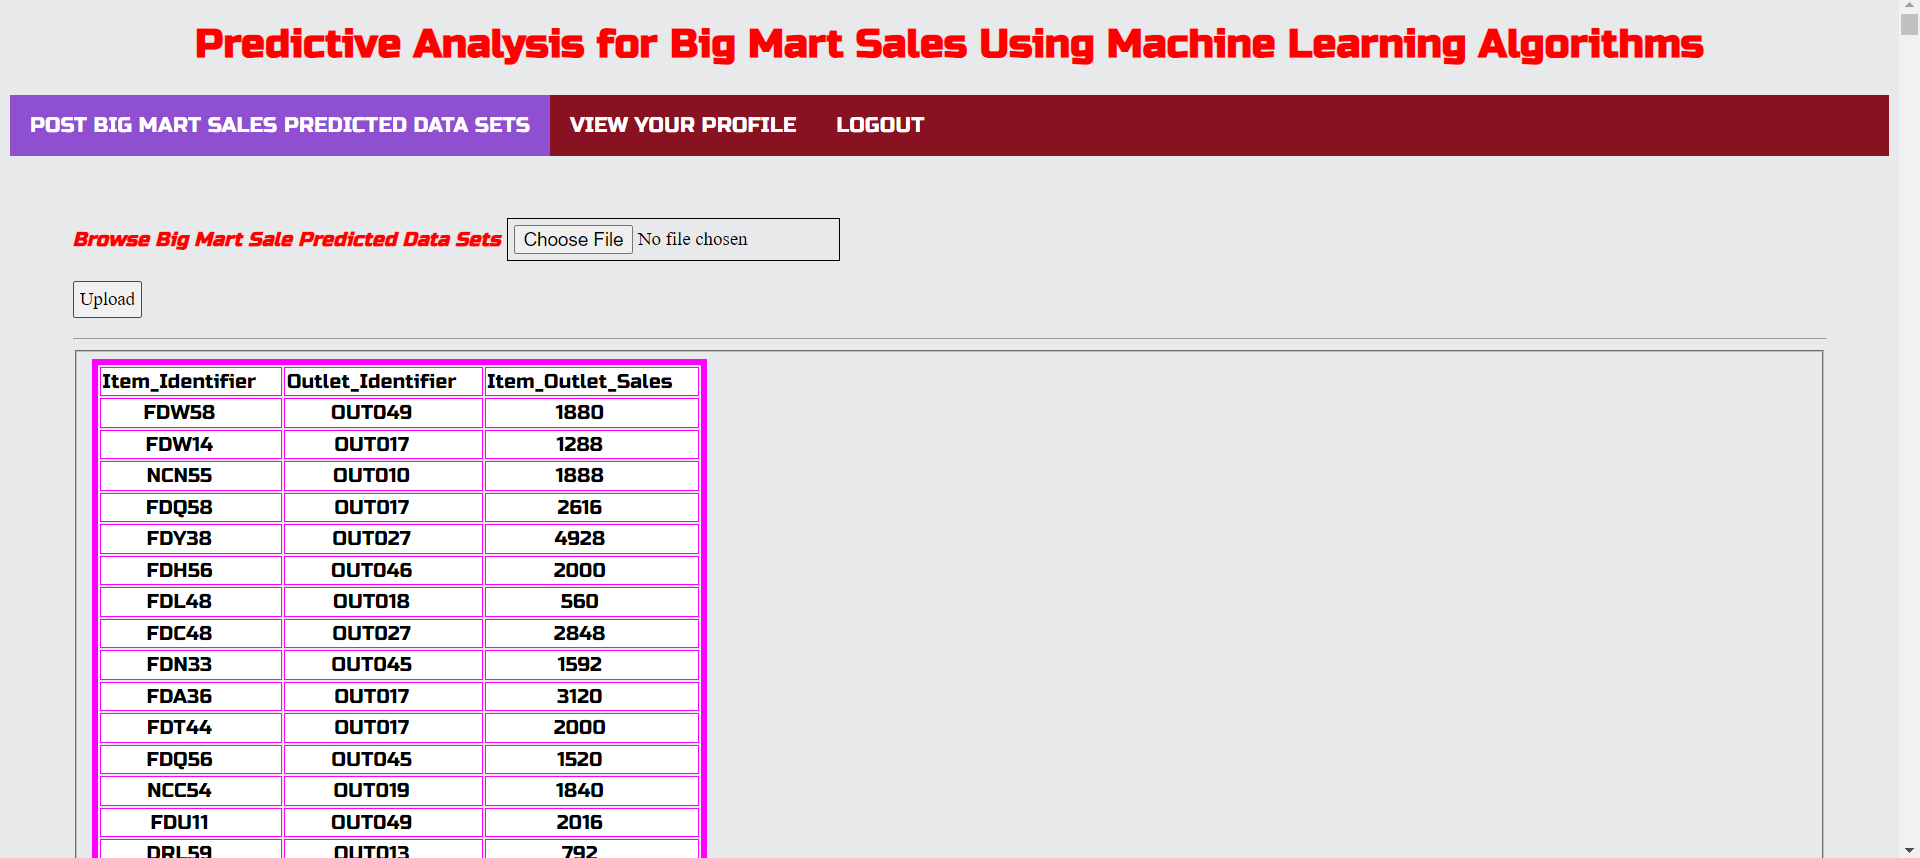 Predictive Analysis for Big Mart Sales Using Machine Learning Algorithms
POST BIG MART SALES PREDICTED DATA SETS VIEW YOUR PROFILE LOGOUT
Browse Big Mart Sale Predicted Data Sets Choose File No file chosen
Upload
Item_Identifier Outlet_Identifier Item_Outlet_Sales
FDW58 OUT049 1880
FDW14 OUT017 1288
NCN55 OUT010 1888
FDQ58 OUT017 2616
FDY38 OUT027 4928
FDH56 OUT046 2000
FDL48 OUT018 560
FDC48 OUT027 2848
FDN33 OUT045 1592
FDA36 OUT017 3120
FDT44 OUT017 2000
FDQ56 OUT045 1520
NCC54 OUT019 1840
FDU11 OUT049 2016
DRL59 OUT013 792